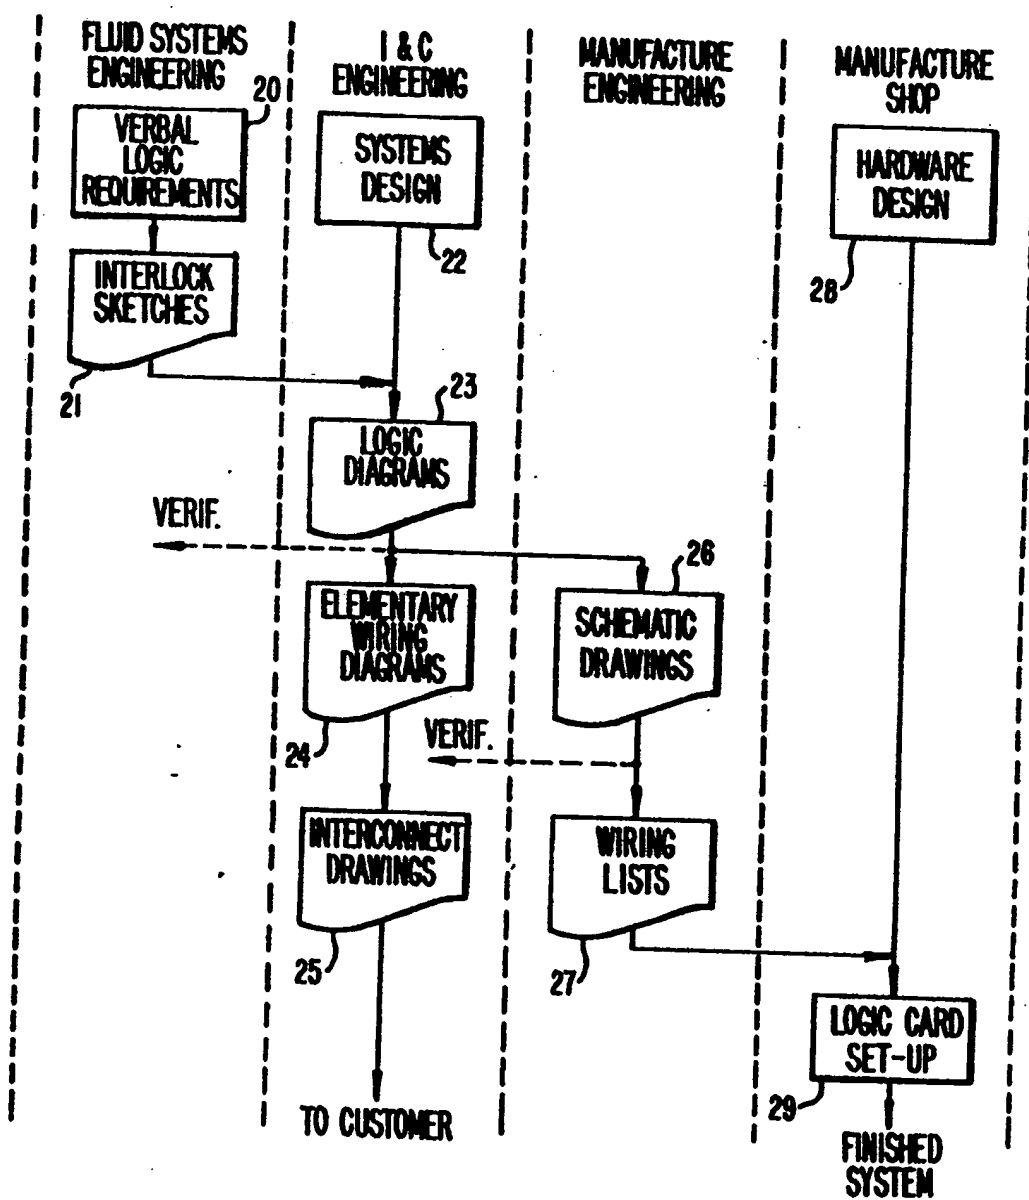 FLUID SYSTEMS
ENGINEERING
I & C
ENGINEERING
MANUFACTURE
ENGINEERING
MANUFACTURE
SHOP
20
VERBAL
LOGIC
REQUIREMENTS
SYSTEMS
DESIGN
22
HARDWARE
DESIGN
28
INTERLOCK
SKETCHES
21
23
LOGIC
DIAGRAMS
VERIF.
26
ELEMENTARY
WIRING
DIAGRAMS
24
SCHEMATIC
DRAWINGS
VERIF.
INTERCONNECT
DRAWINGS
25
WIRING
LISTS
27
LOGIC CARD
SET-UP
29
TO CUSTOMER
FINISHED
SYSTEM